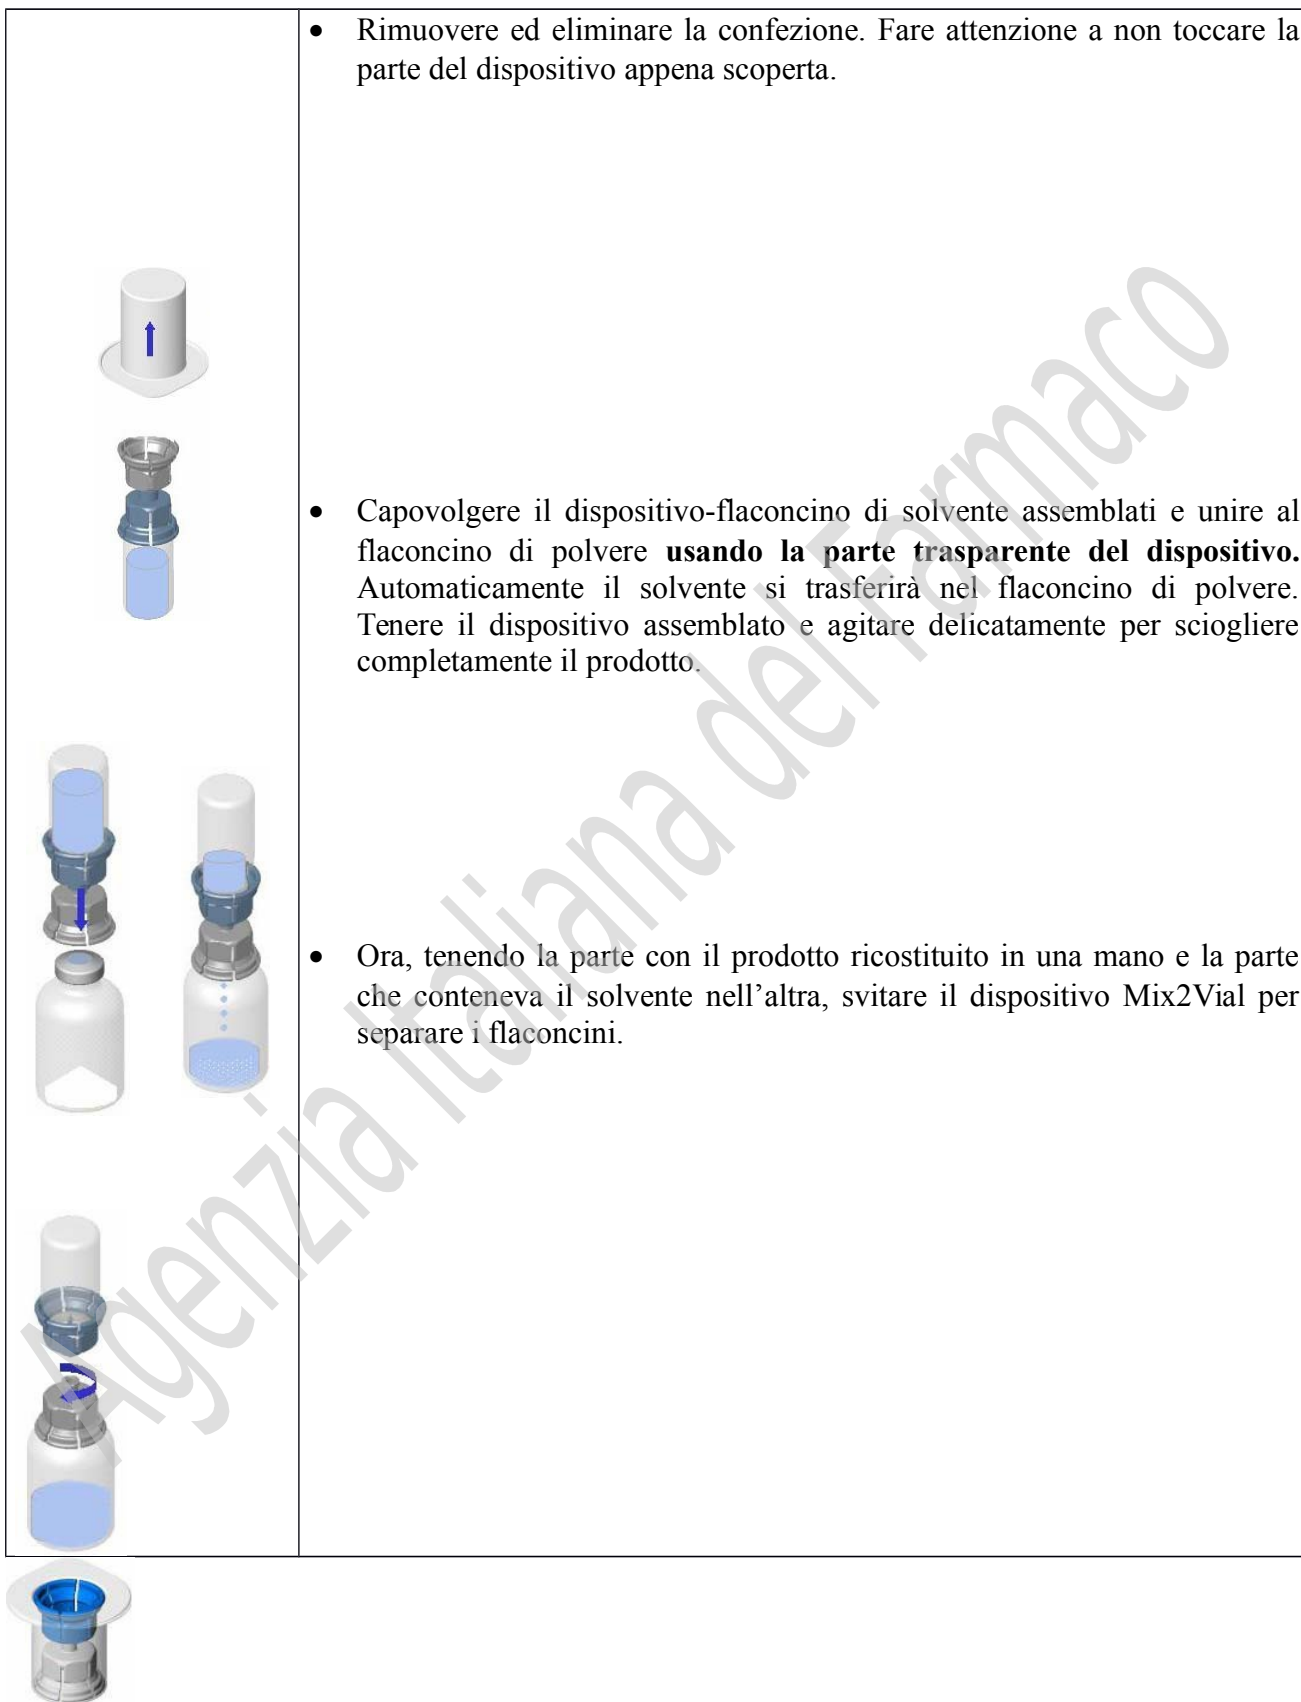 • Rimuovere ed eliminare la confezione. Fare attenzione a non toccare la
parte del dispositivo appena scoperta.
• Capovolgere il dispositivo-flaconcino di solvente assemblati e unire al
flaconcino di polvere usando la parte trasparente del dispositivo.
Automaticamente il solvente si trasferirà nel flaconcino di polvere.
Tenere il dispositivo assemblato e agitare delicatamente per sciogliere
completamente il prodotto.
• Ora, tenendo la parte con il prodotto ricostituito in una mano e la parte
che conteneva il solvente nell’altra, svitare il dispositivo Mix2Vial per
separare i flaconcini.
Agenzia Italiana del Farmaco